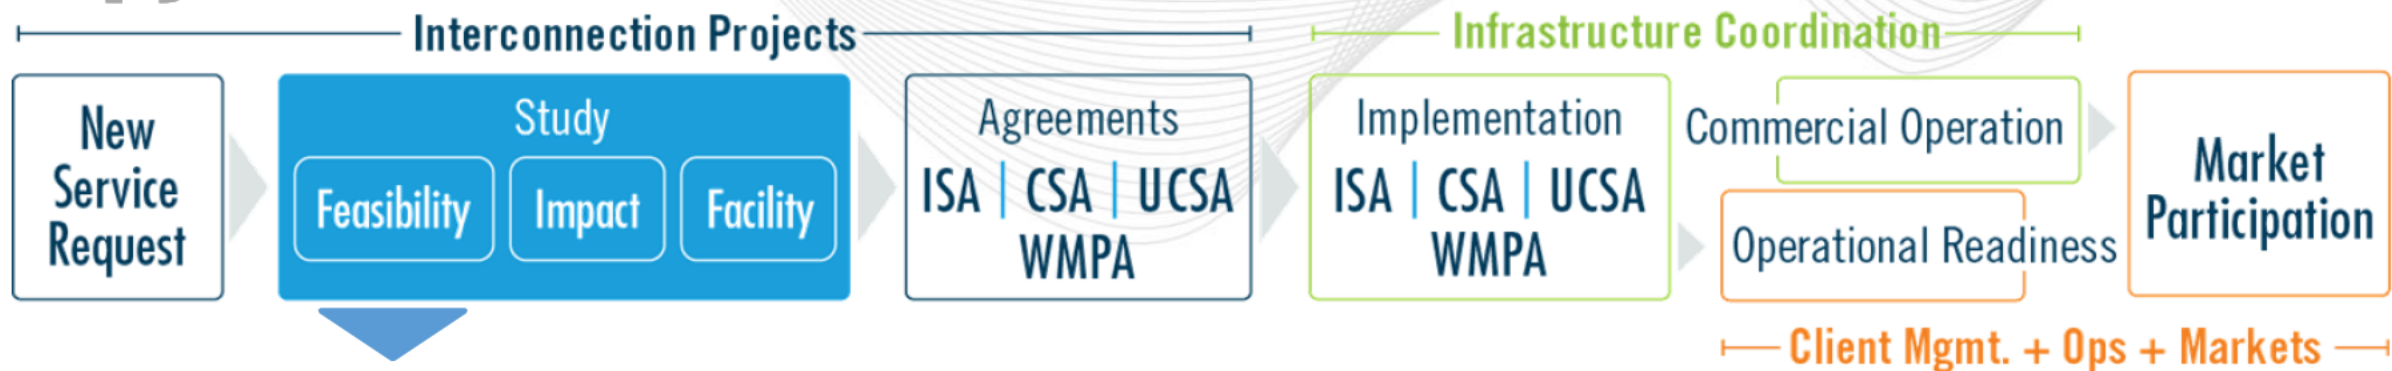 Interconnection Projects
Infrastructure Coordination
New
Service
Request
Study
Feasibility
Impact
Facility
Agreements
ISA | CSA | UCSA
WMPA
Implementation
ISA | CSA | UCSA
WMPA
Commercial Operation
Operational Readiness
Market
Participation
Client Mgmt. + Ops + Markets